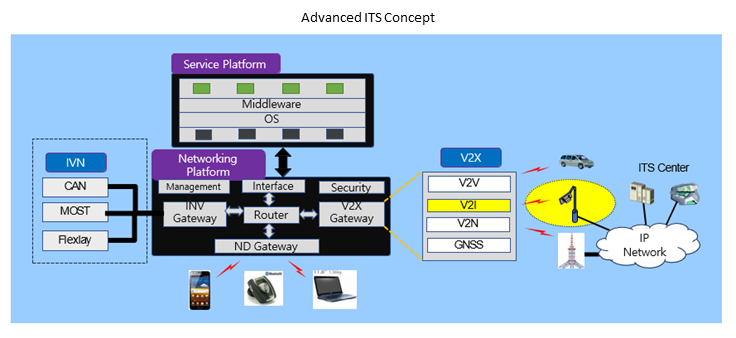 Advanced ITS Concept
Service Platform
Middleware
OS
IVN
CAN
MOST
Flexlay
Networking
Platform
Management
Interface
Security
INV
Gateway
Router
V2X
Gateway
ND Gateway
Bluetooth
V2X
V2V
V2I
V2N
GNSS
ITS Center
IP
Network